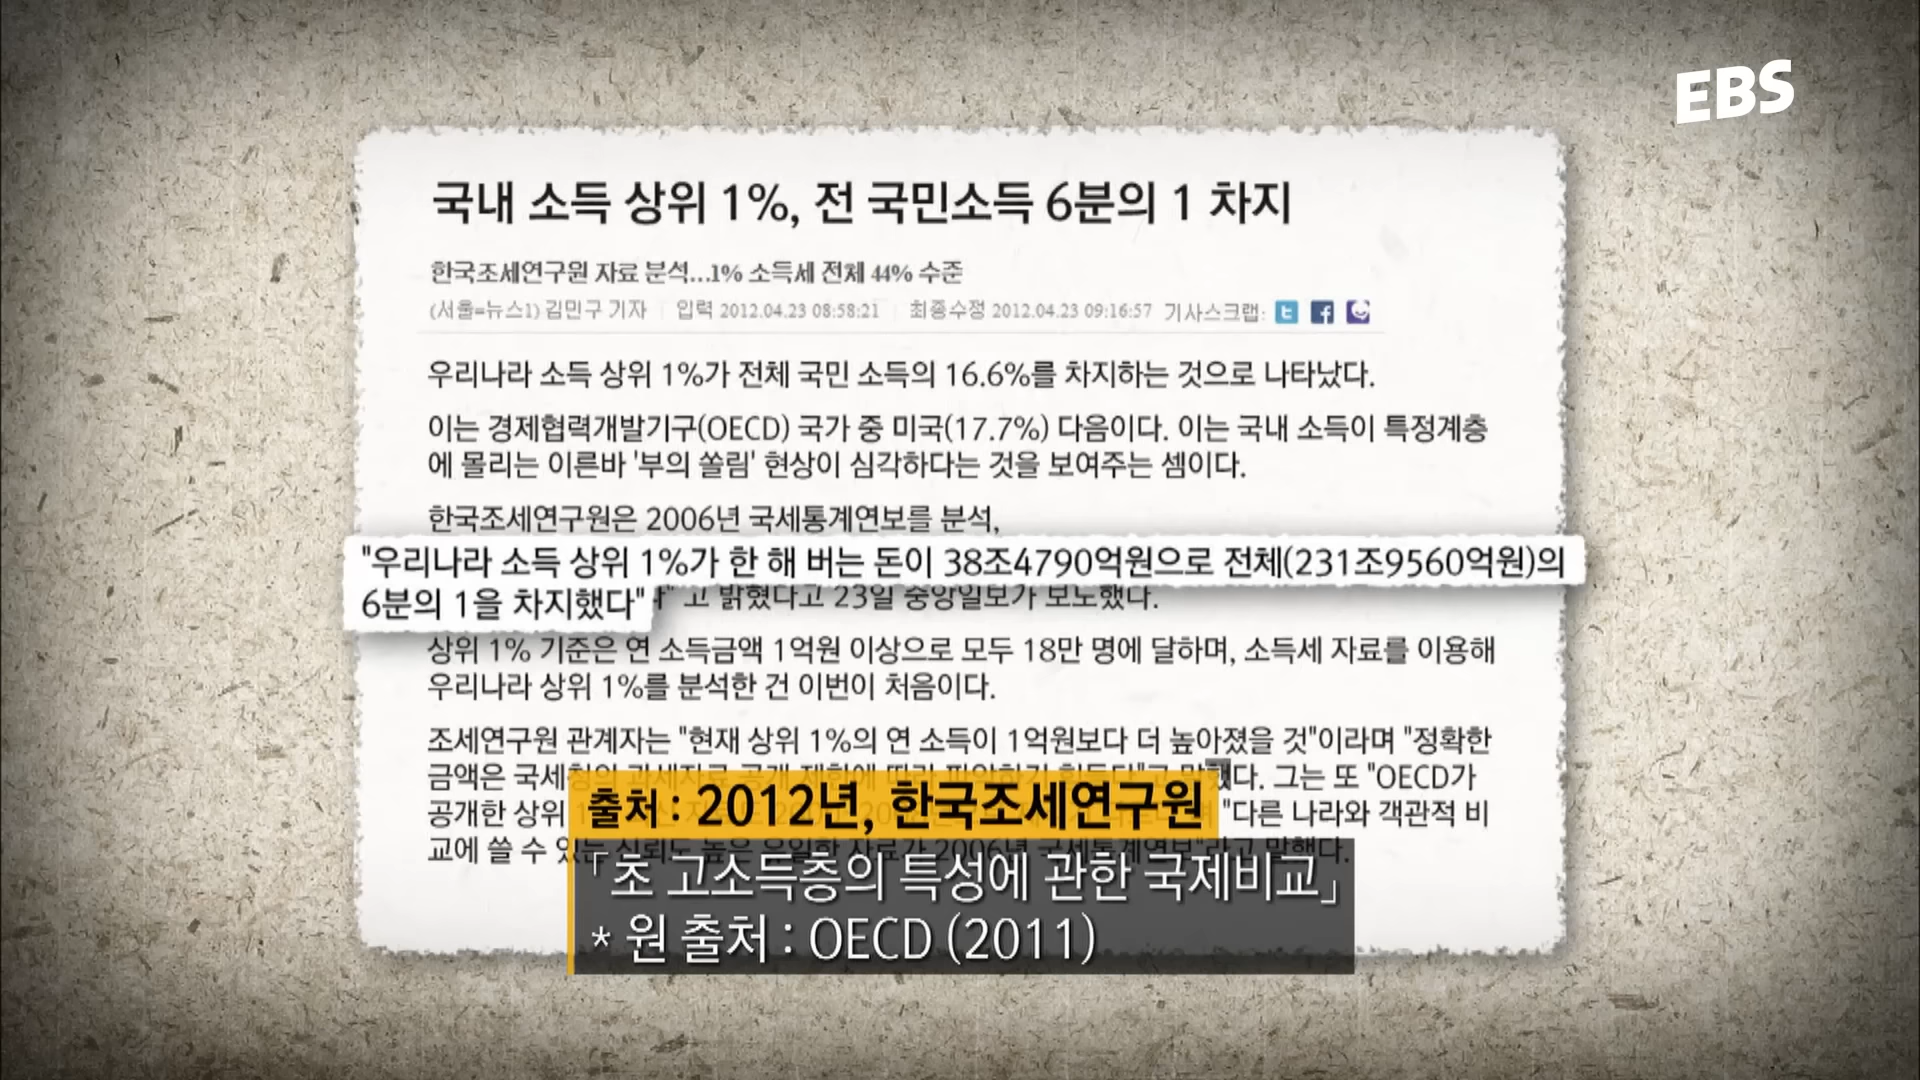 EBS
국내 소득 상위 1%, 전 국민소득 6분의 1 차지
한국조세연구원 자료 분석...1% 소득세 전체 44% 수준
(서울=뉴스1) 김민구 기자 입력 2012.04.23 08:58:21 최종수정 2012.04.23 09:16:57 기사스크랩:
우리나라 소득 상위 1%가 전체 국민 소득의 16.6%를 차지하는 것으로 나타났다.
이는 경제협력개발기구(OECD) 국가 중 미국(17.7%) 다음이다. 이는 국내 소득이 특정계층
에 몰리는 이른바 '부의 쏠림' 현상이 심각하다는 것을 보여주는 셈이다.
한국조세연구원은 2006년 국세통계연보를 분석,
"우리나라 소득 상위 1%가 한 해 버는 돈이 38조4790억원으로 전체(231조9560억원)의
6분의 1을 차지했다" 고 밝혔다고 23일 중앙일보가 보도했다.
상위 1% 기준은 연 소득금액 1억원 이상으로 모두 18만 명에 달하며, 소득세 자료를 이용해
우리나라 상위 1%를 분석한 건 이번이 처음이다.
조세연구원 관계자는 "현재 상위 1%의 연 소득이 1억원보다 더 높아졌을 것"이라며 "정확한
금액은 국세청의 과세자료 공개 제한에 따라 파악하기 힘들다"고 말했다. 그는 또 "OECD가
공개한 상위 "다른 나라와 객관적 비
교에 쓸 수 있는 신뢰도 높은 유일한 자료가 2006년 국세통계연보"라고 말했다.
출처 : 2012년, 한국조세연구원
「초 고소득층의 특성에 관한 국제비교」
* 원 출처 : OECD (2011)